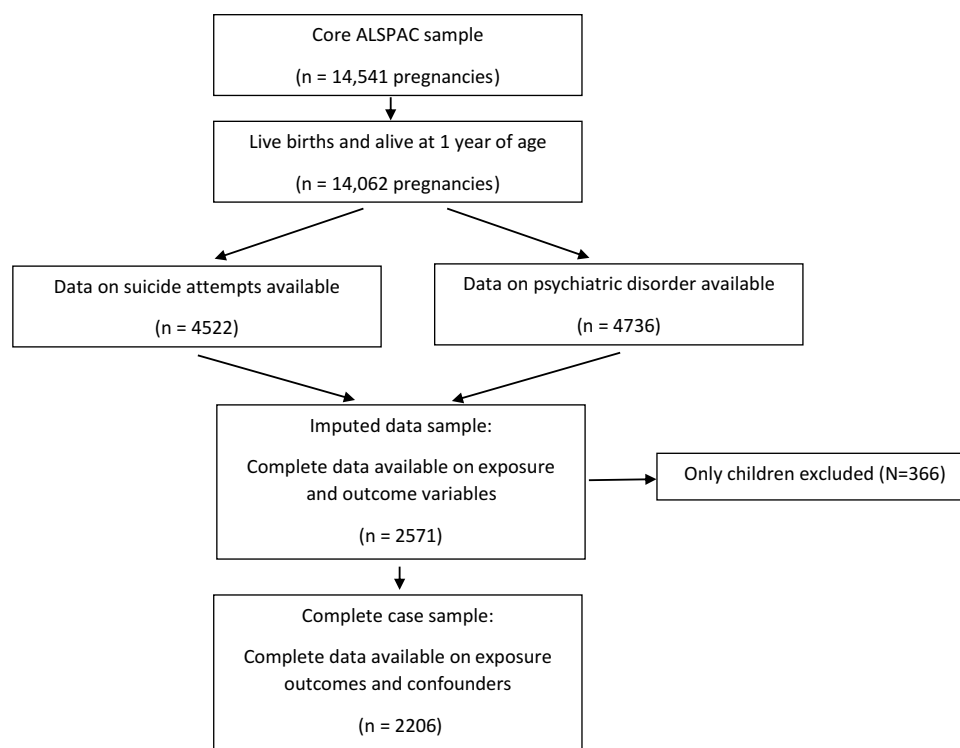 Core ALSPAC sample
(n = 14,541 pregnancies)
Live births and alive at 1 year of age
(n = 14,062 pregnancies)
Data on suicide attempts available
(n = 4522)
Data on psychiatric disorder available
(n = 4736)
Imputed data sample:
Complete data available on exposure
and outcome variables
(n = 2571)
Only children excluded (N=366)
Complete case sample:
Complete data available on exposure
outcomes and confounders
(n = 2206)